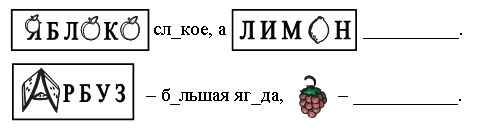 ЯБЛОКО сл_кое, а ЛИМОН __________.
АРБУЗ – б_льшая яг_да, – ___________.